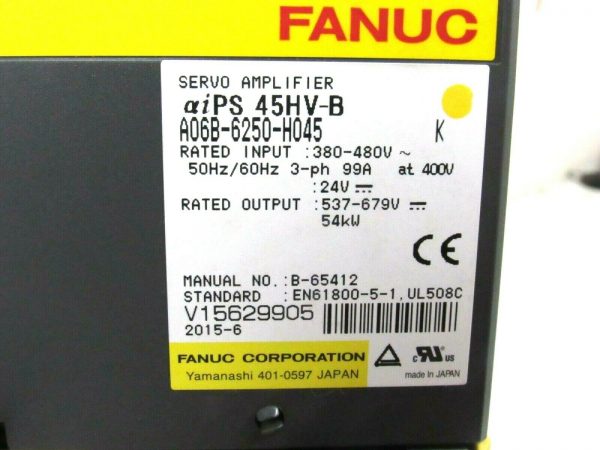 FANUC
SERVO AMPLIFIER
αiPS 45HV-B
A06B-6250-H045 K
RATED INPUT :380-480V ~
50Hz/60Hz 3-ph 99A at 400V
:24V ⎓
RATED OUTPUT :537-679V ⎓
54kW
CE
MANUAL NO.:B-65412
STANDARD :EN61800-5-1,UL508C
V15629905
2015-6
FANUC CORPORATION
Yamanashi 401-0597 JAPAN
c RU us
made in JAPAN